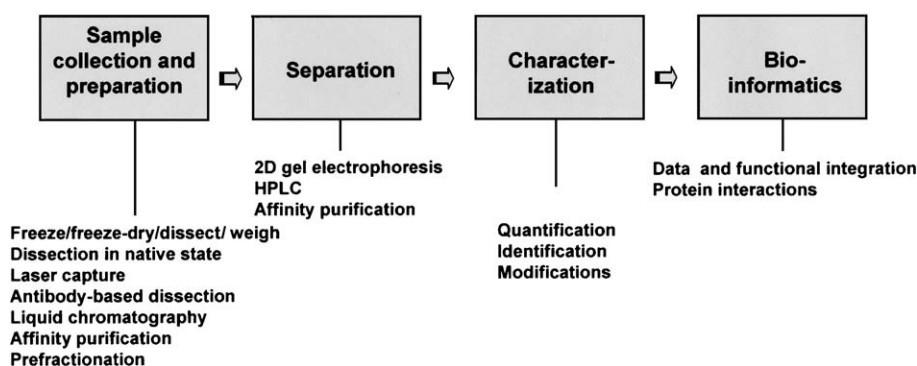 Sample
collection and
preparation
Separation
Character-
ization
Bio-
informatics
Freeze/freeze-dry/dissect/ weigh
Dissection in native state
Laser capture
Antibody-based dissection
Liquid chromatography
Affinity purification
Prefractionation
2D gel electrophoresis
HPLC
Affinity purification
Quantification
Identification
Modifications
Data and functional integration
Protein interactions